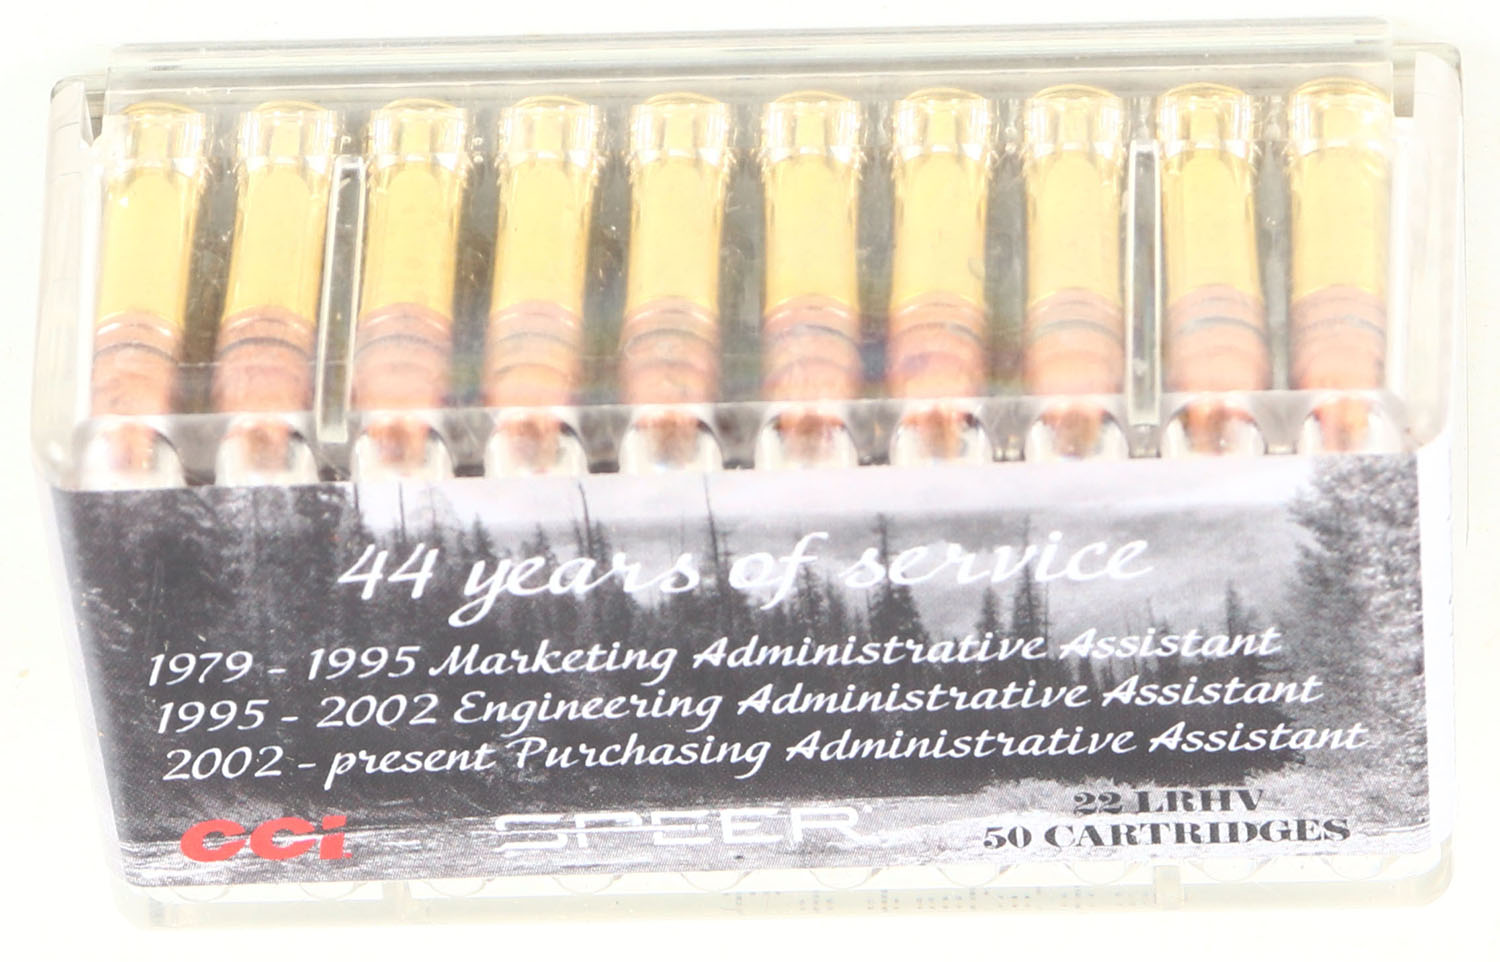 44 years of service
1979 - 1995 Marketing Administrative Assistant
1995 - 2002 Engineering Administrative Assistant
2002 - present Purchasing Administrative Assistant
CCI SPEER 22 LRHV
50 CARTRIDGES